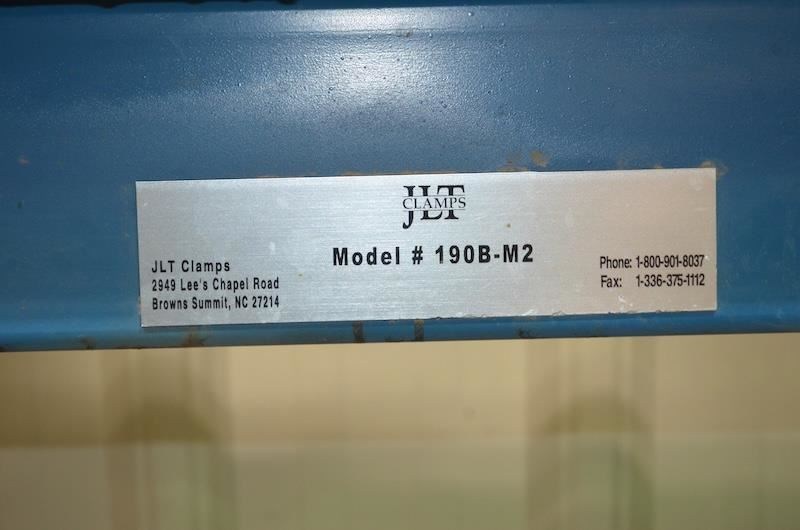 JLT
CLAMPS
Model # 190B-M2
JLT Clamps
2949 Lee's Chapel Road
Browns Summit, NC 27214
Phone: 1-800-901-8037
Fax: 1-336-375-1112